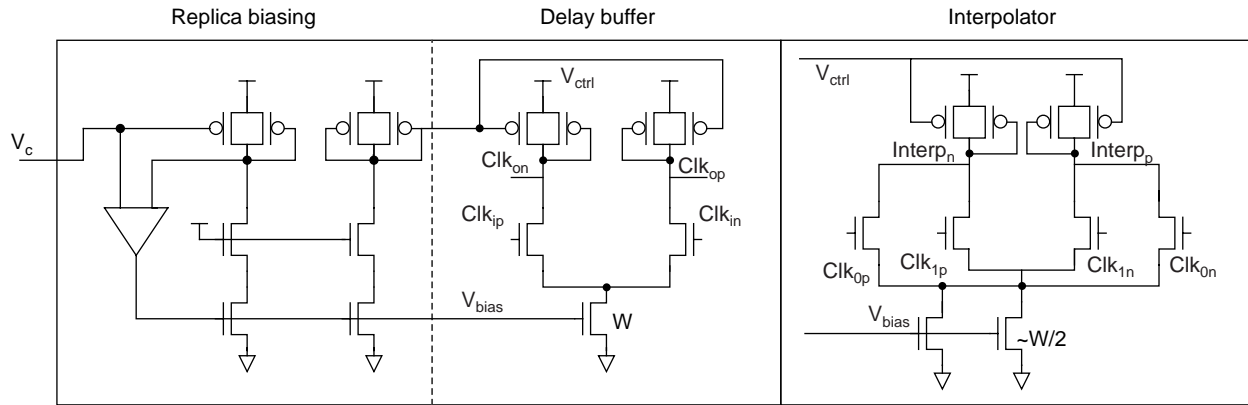 Replica biasing
Delay buffer
Interpolator
V_c
V_ctrl
Clk_on
Clk_op
Clk_ip
Clk_in
V_bias
W
V_ctrl
Interp_n
Interp_p
Clk_0p
Clk_1p
Clk_1n
Clk_0n
V_bias
~W/2